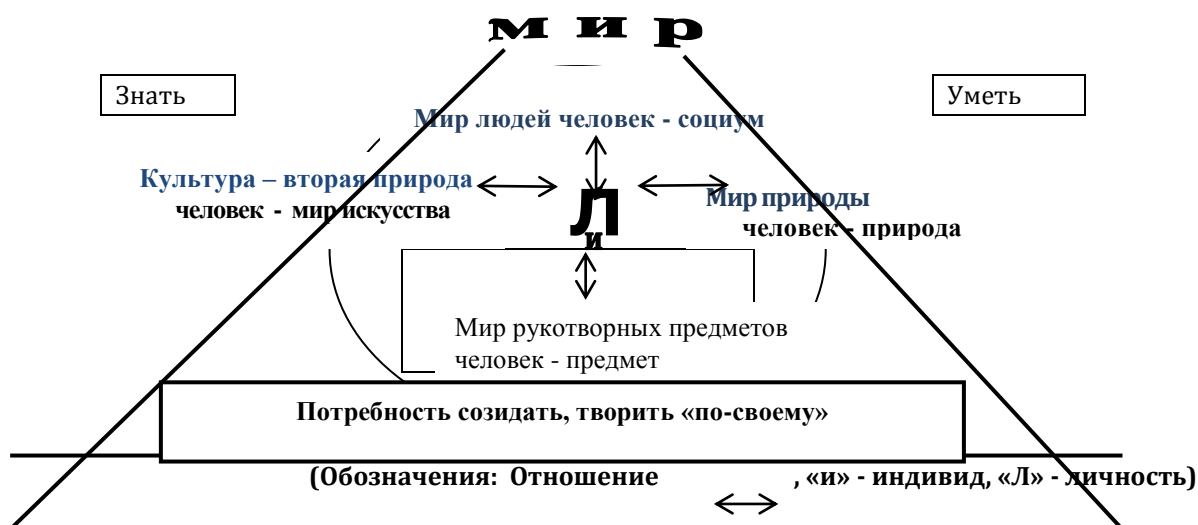 мир
Знать
Уметь
Мир людей человек - социум
Культура – вторая природа
человек - мир искусства
Мир природы
человек - природа
Л
и
Мир рукотворных предметов
человек - предмет
Потребность созидать, творить «по-своему»
(Обозначения: Отношение , «и» - индивид, «Л» - личность)